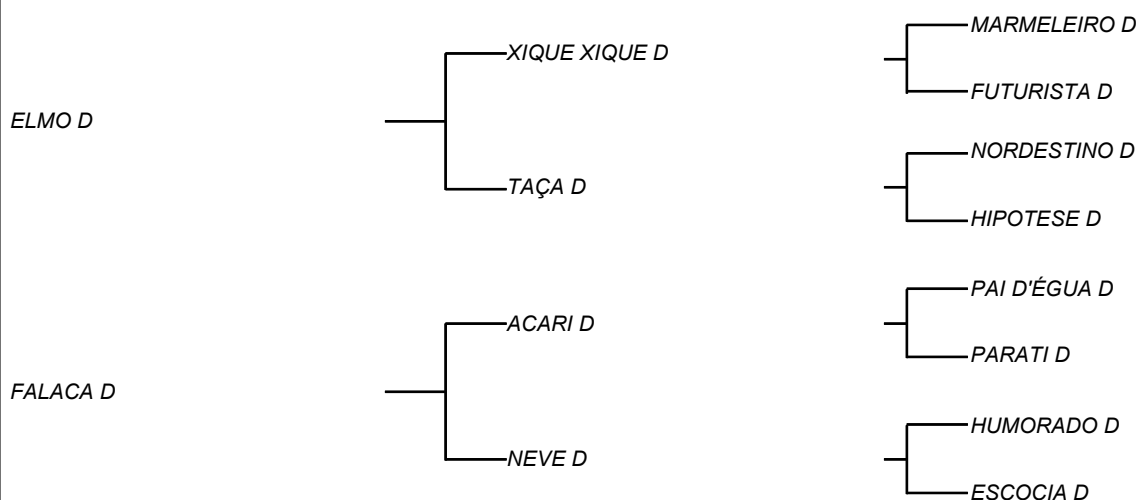 MARMELEIRO D
XIQUE XIQUE D
FUTURISTA D
ELMO D
NORDESTINO D
TAÇA D
HIPOTESE D
PAI D'ÉGUA D
ACARI D
PARATI D
FALACA D
HUMORADO D
NEVE D
ESCOCIA D